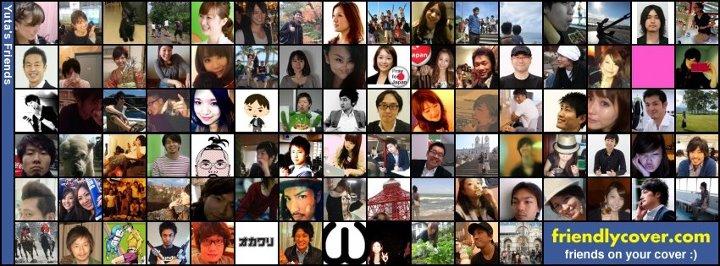 Yuta's Friends
オカワリ
friendlycover.com
friends on your cover :)